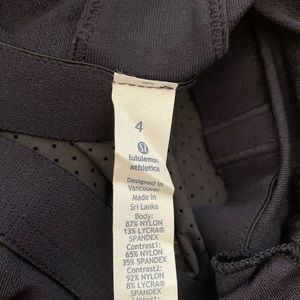 4
lululemon
athletica
Designed in
Vancouver
Made in
Sri Lanka
Body:
87% NYLON
13% LYCRA®
SPANDEX
Contrast1:
65% NYLON
35% SPANDEX
Contrast2:
92% NYLON
8% LYCRA®
SPANDEX